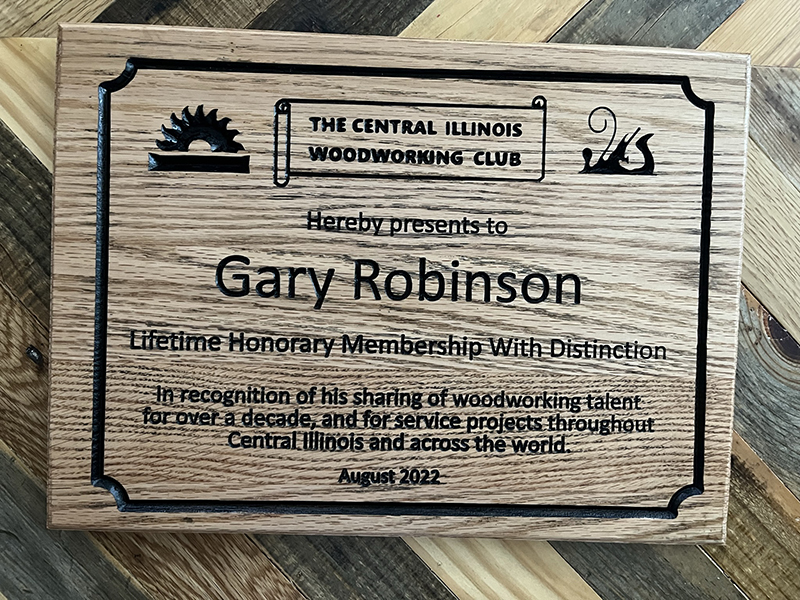 THE CENTRAL ILLINOIS
WOODWORKING CLUB
Hereby presents to
Gary Robinson
Lifetime Honorary Membership With Distinction
In recognition of his sharing of woodworking talent
for over a decade, and for service projects throughout
Central Illinois and across the world.
August 2022